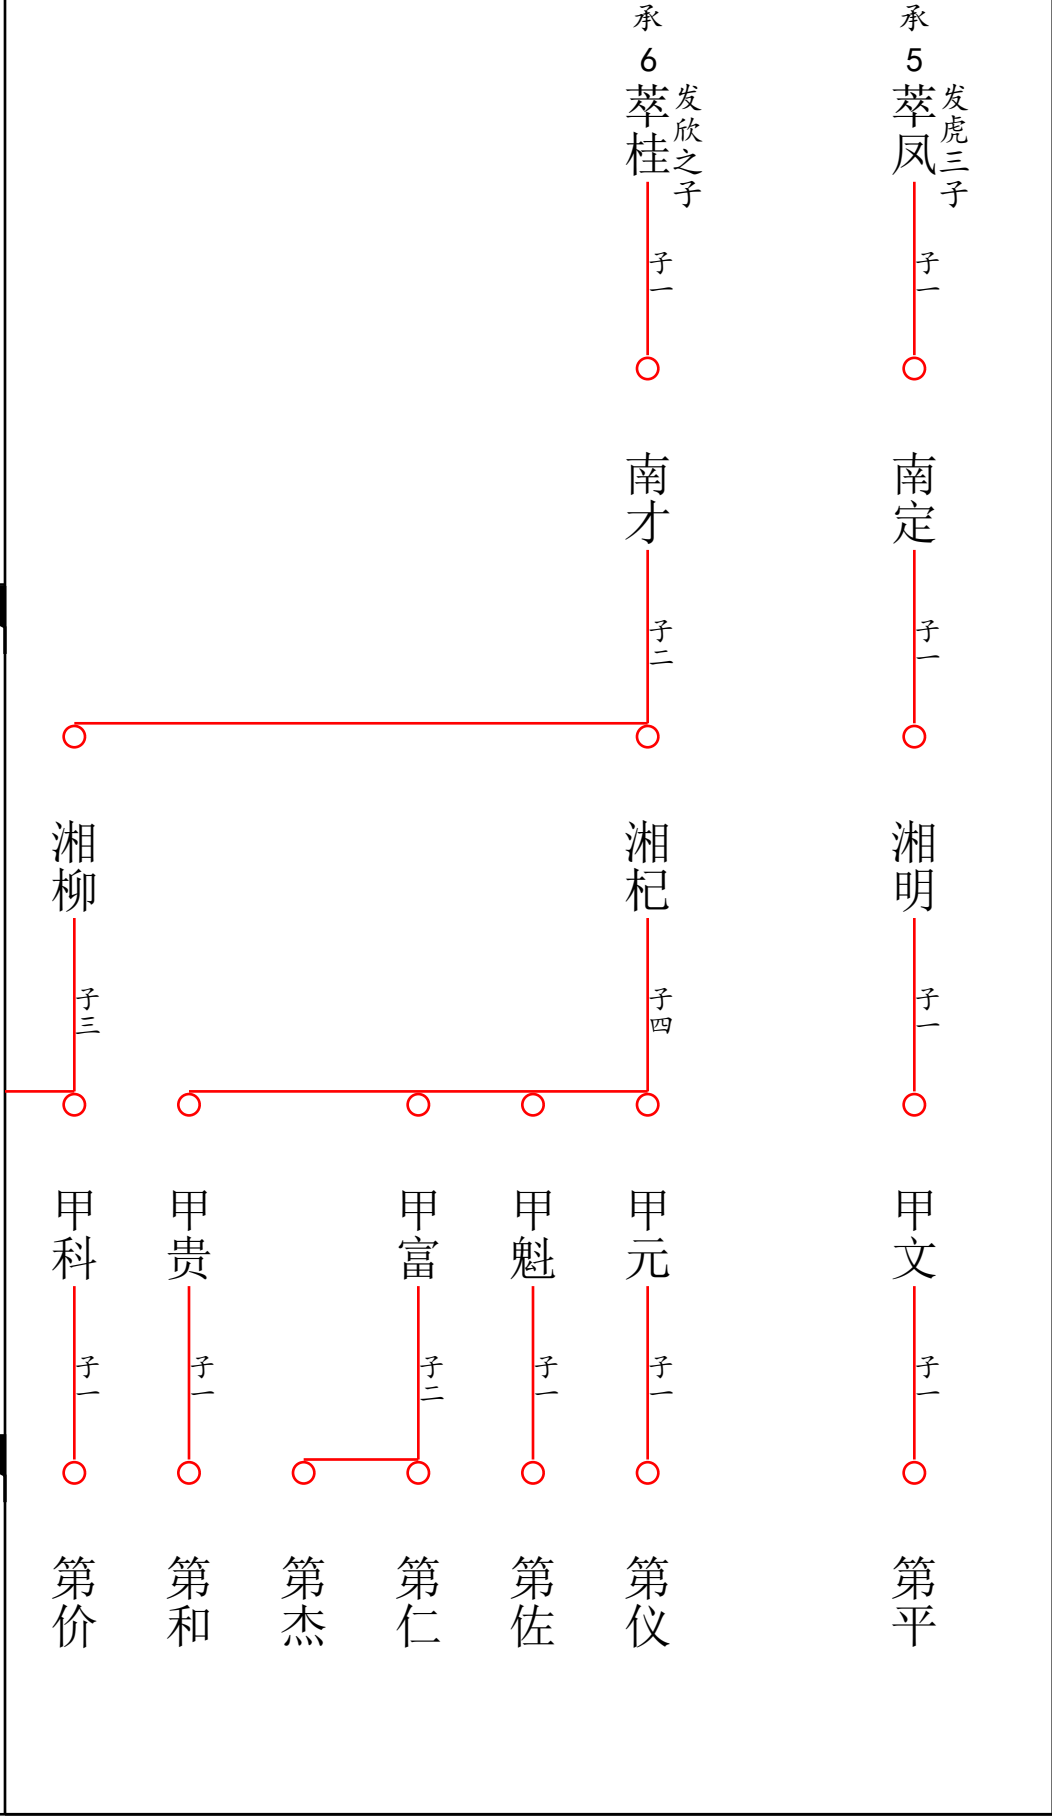 承
5
萃凤
发虎三子
子一
南定
子一
湘明
子一
甲文
子一
第平
承
6
萃桂
发欣之子
子一
南才
子二
湘杞
子四
甲元
子一
第仪
甲魁
子一
第佐
甲富
子二
第仁
第杰
甲贵
子一
第和
湘柳
子三
甲科
子一
第价